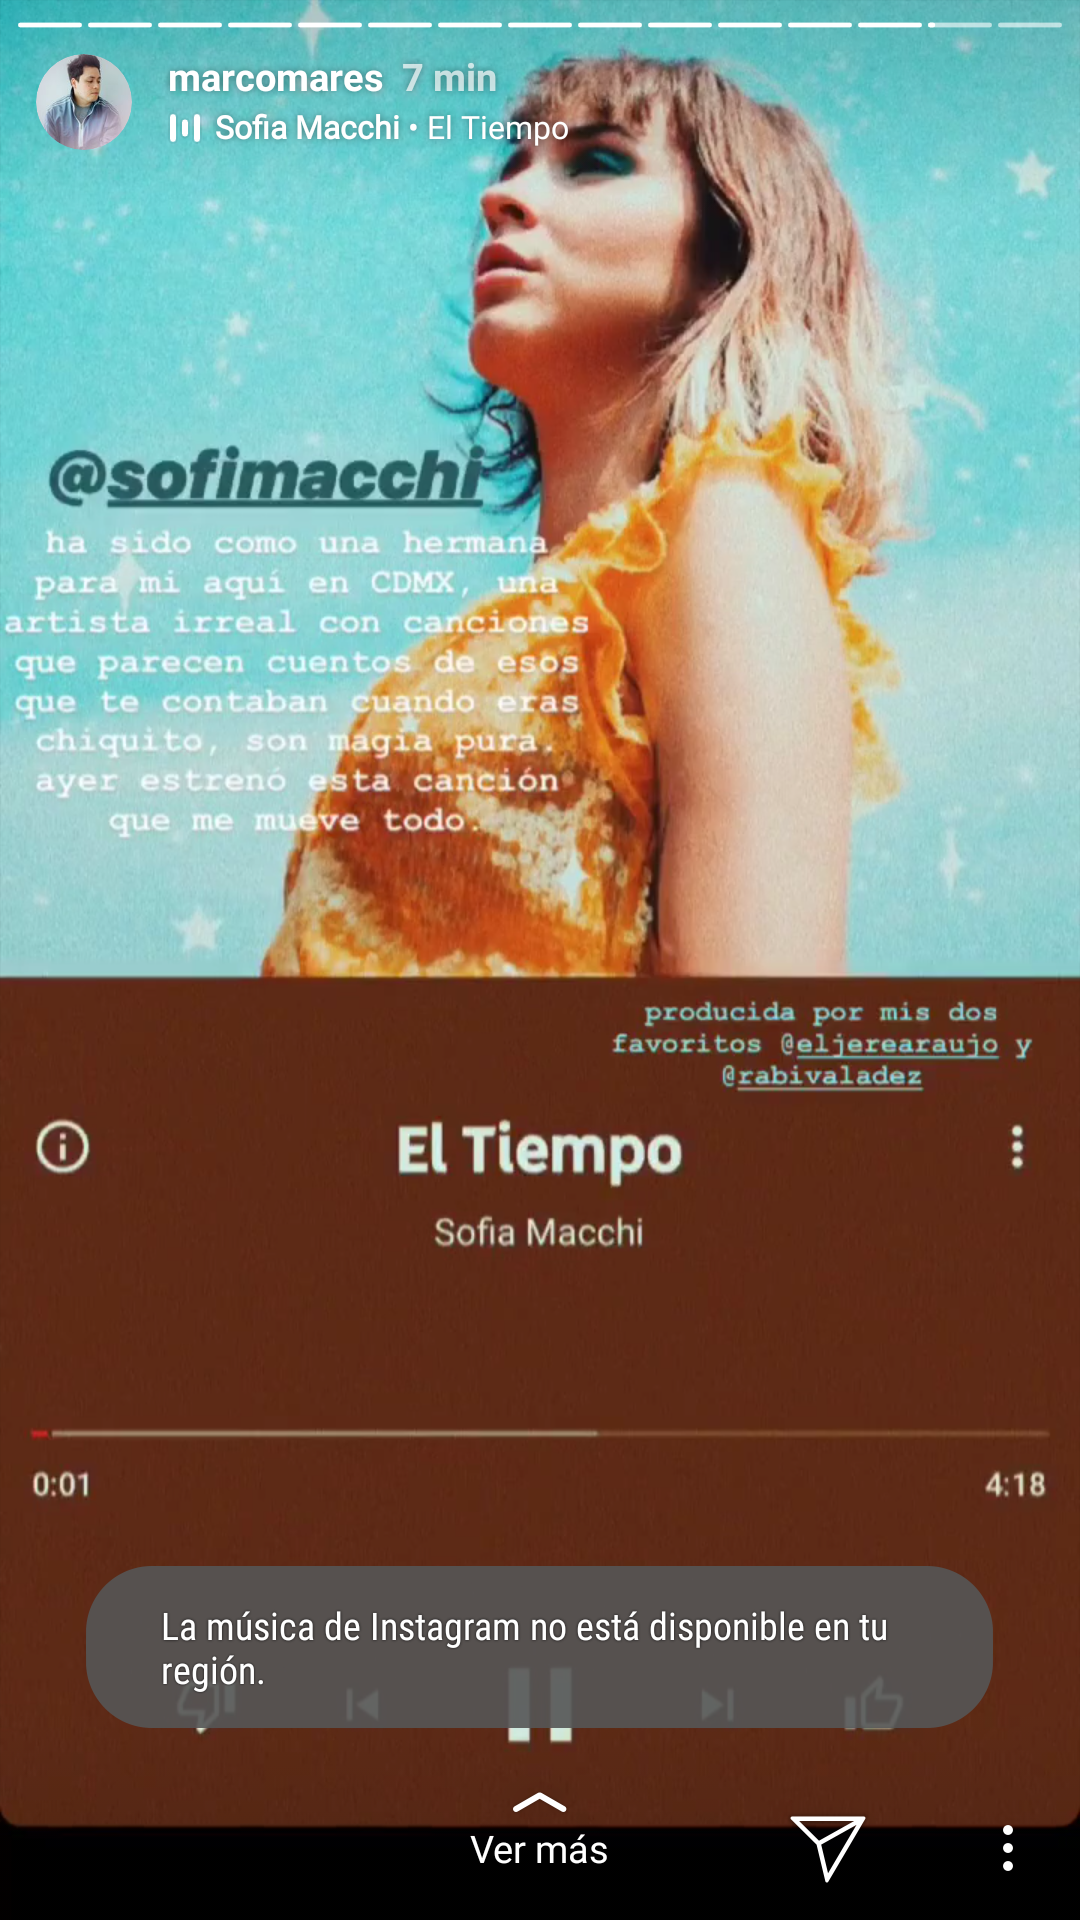 marcomares 7 min
Sofia Macchi • El Tiempo
@sofimacchi
ha sido como una hermana
para mi aquí en CDMX, una
artista irreal con canciones
que parecen cuentos de esos
que te contaban cuando eras
chiquito, son magia pura.
ayer estrenó esta canción
que me mueve todo.
producida por mis dos
favoritos @eljerearaujo y
@rabivaladez
El Tiempo
Sofia Macchi
0:01 4:18
La música de Instagram no está disponible en tu
región.
Ver más